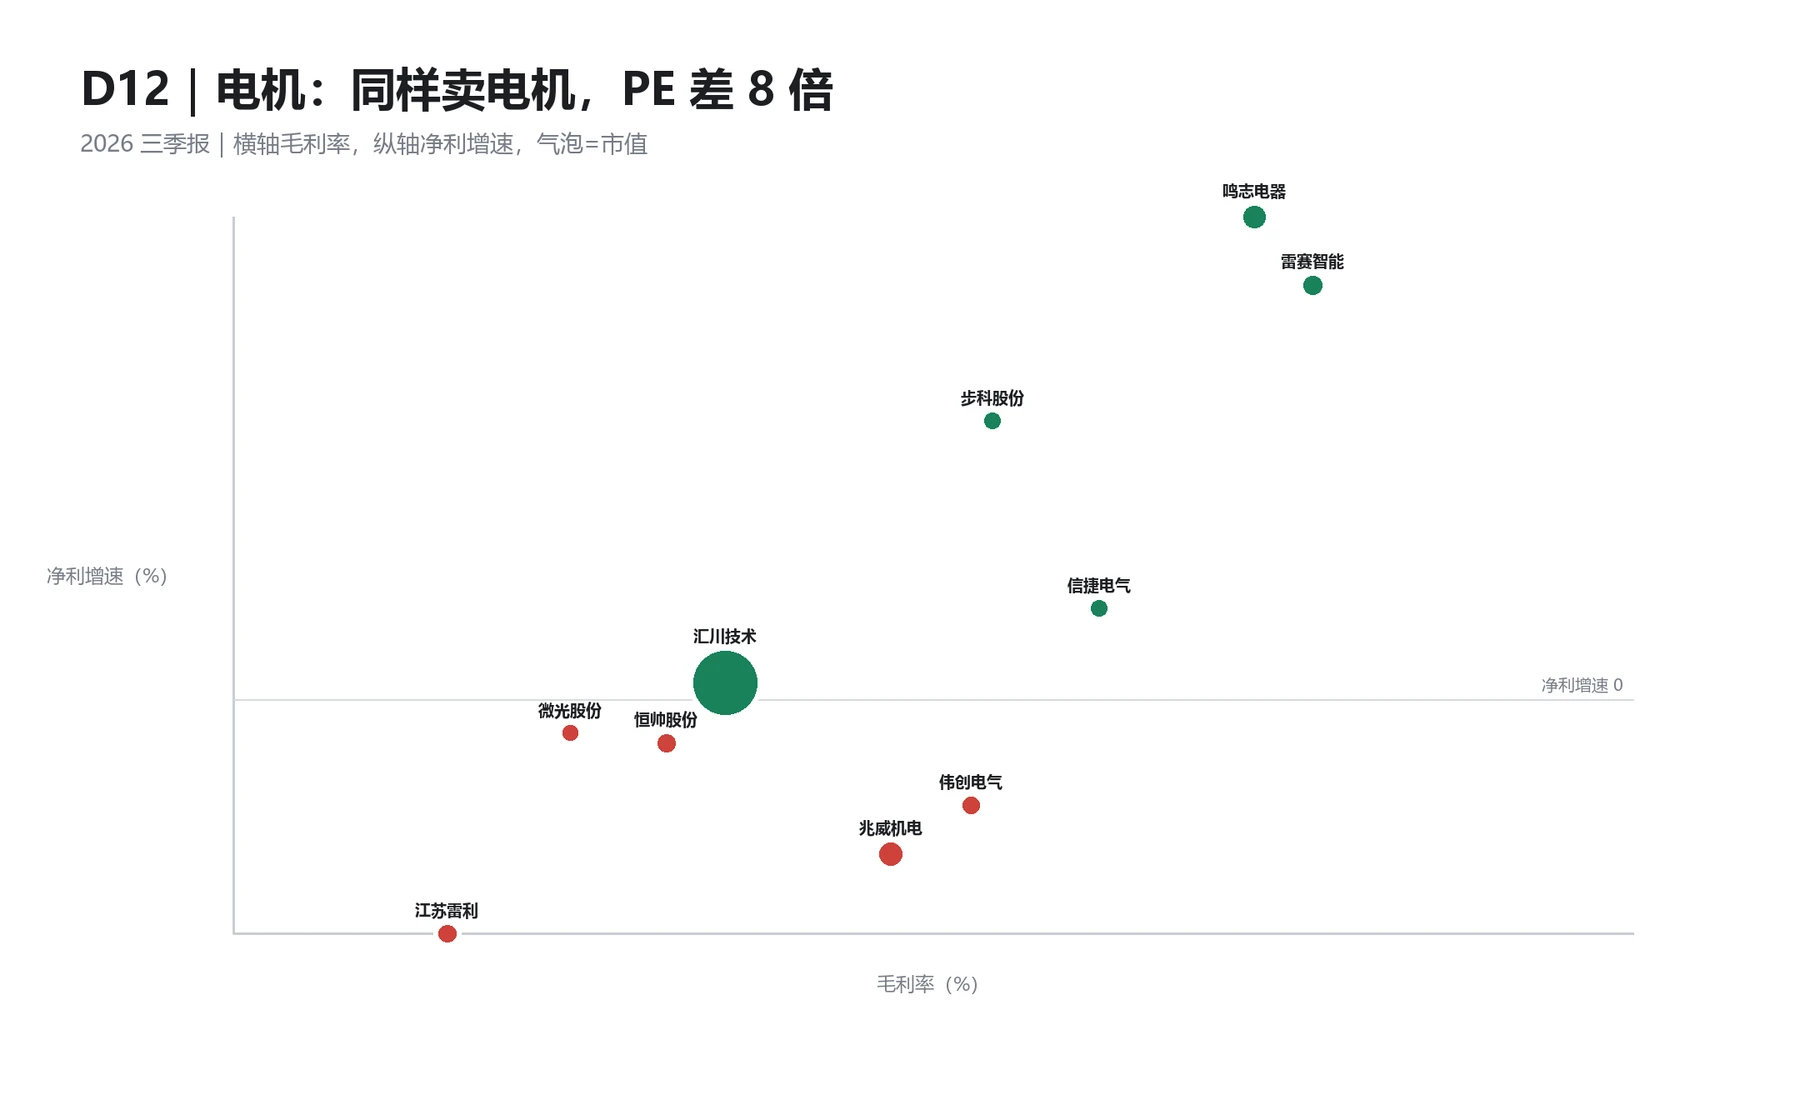 D12｜电机：同样卖电机，PE 差 8 倍
2026 三季报｜横轴毛利率，纵轴净利增速，气泡=市值
鸣志电器
雷赛智能
步科股份
净利增速（%）
信捷电气
汇川技术
净利增速 0
微光股份
恒帅股份
伟创电气
兆威机电
江苏雷利
毛利率（%）